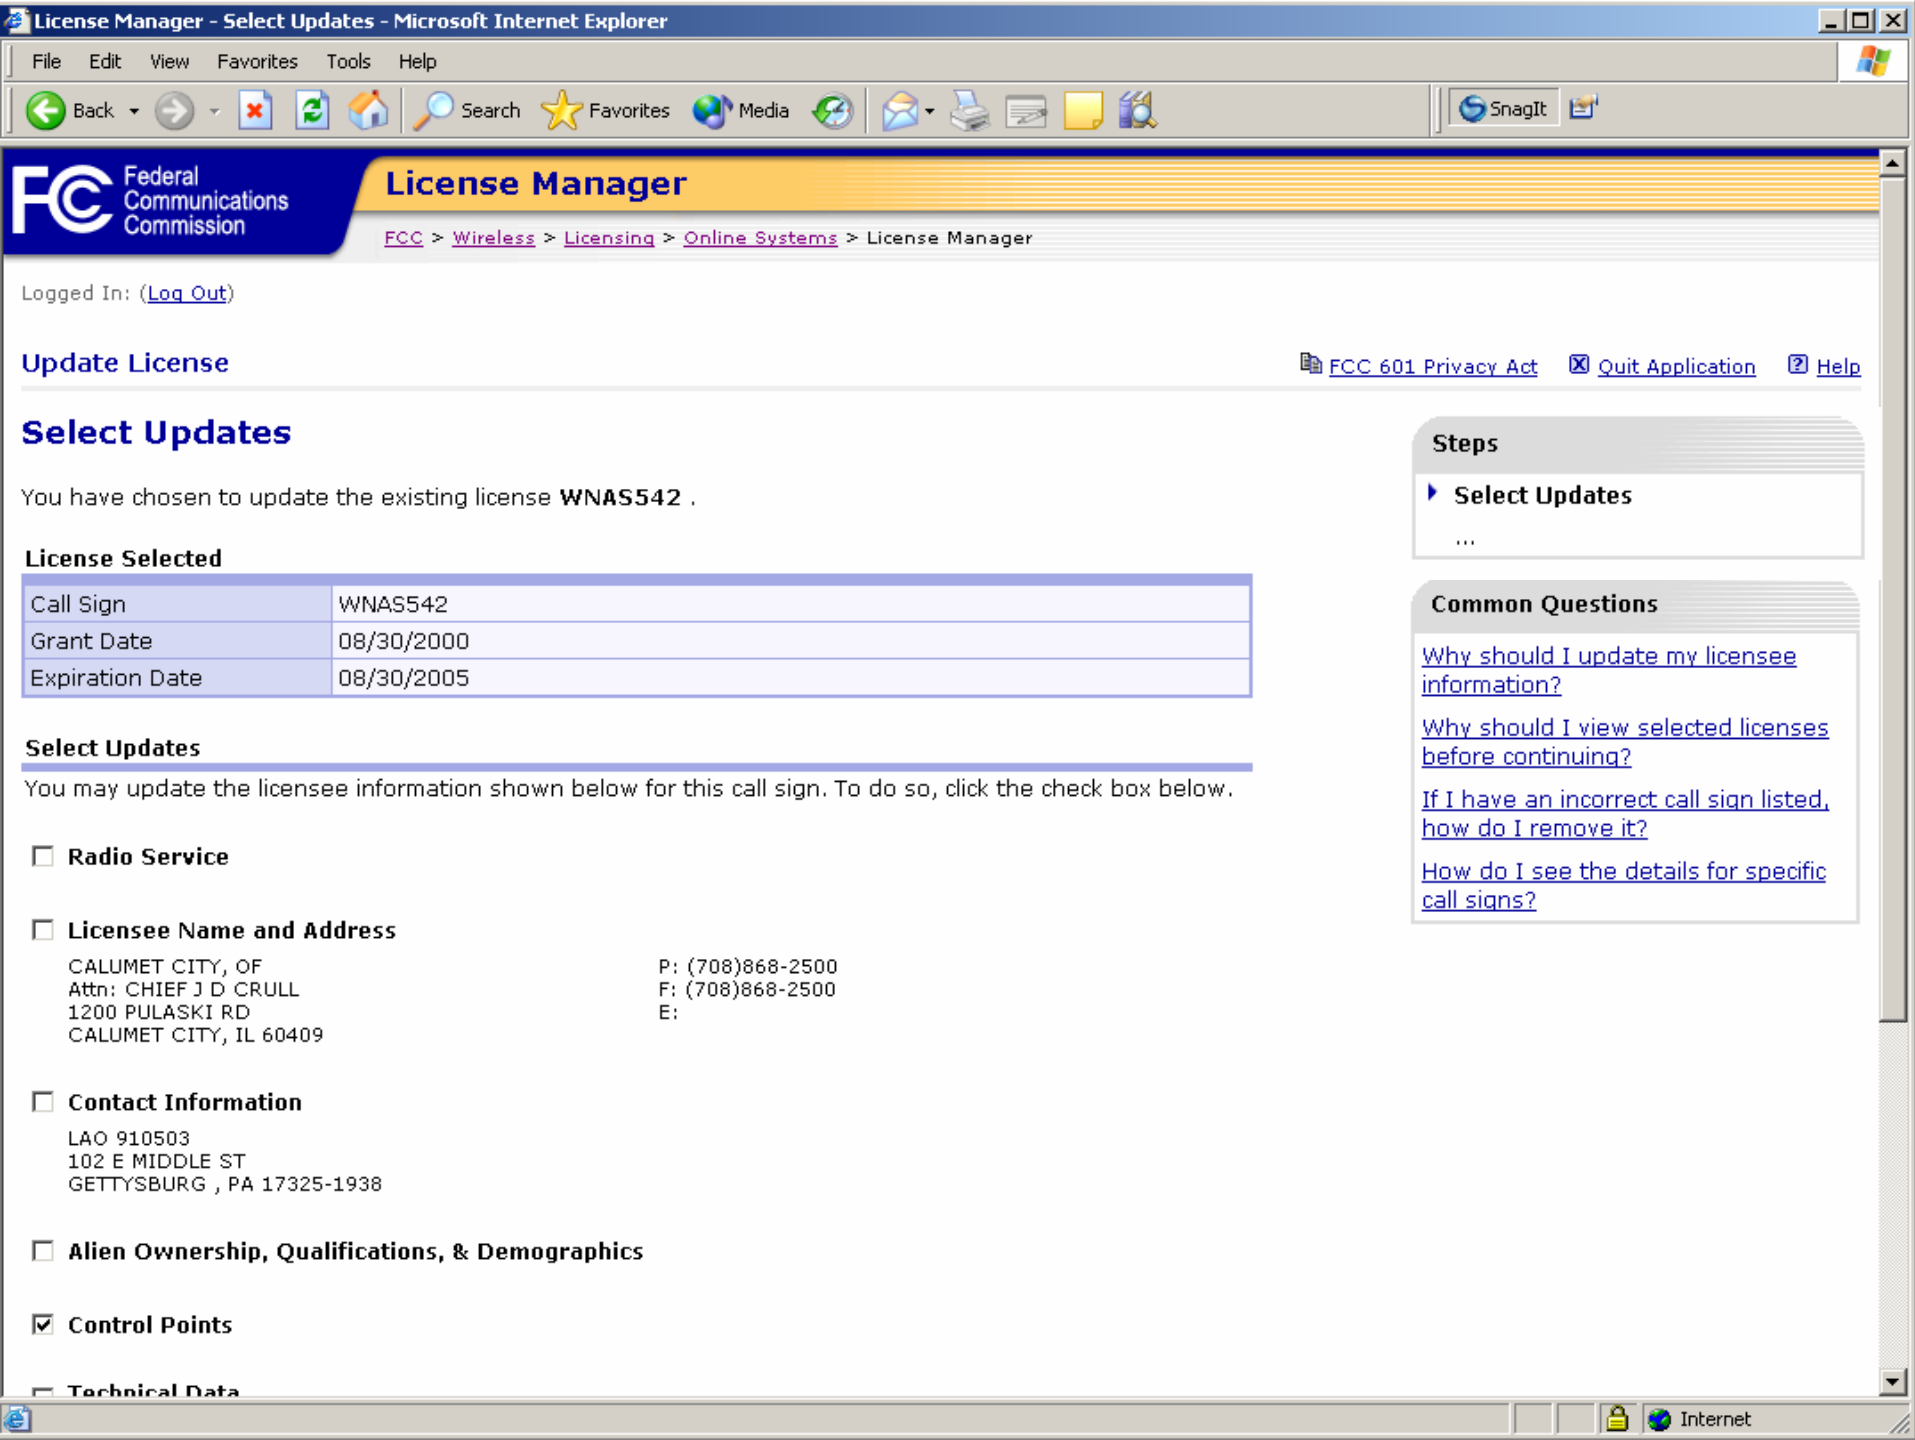 License Manager - Select Updates - Microsoft Internet Explorer
File Edit View Favorites Tools Help
Back Search Favorites Media SnagIt
FCC Federal Communications Commission
License Manager
FCC > Wireless > Licensing > Online Systems > License Manager
Logged In: (Log Out)
Update License
FCC 601 Privacy Act Quit Application Help
Select Updates
You have chosen to update the existing license WNAS542 .
License Selected
Call Sign WNAS542
Grant Date 08/30/2000
Expiration Date 08/30/2005
Select Updates
You may update the licensee information shown below for this call sign. To do so, click the check box below.
Radio Service
Licensee Name and Address
CALUMET CITY, OF P: (708)868-2500
Attn: CHIEF J D CRULL F: (708)868-2500
1200 PULASKI RD E:
CALUMET CITY, IL 60409
Contact Information
LAO 910503
102 E MIDDLE ST
GETTYSBURG , PA 17325-1938
Alien Ownership, Qualifications, & Demographics
Control Points
Technical Data
Steps
Select Updates
...
Common Questions
Why should I update my licensee
information?
Why should I view selected licenses
before continuing?
If I have an incorrect call sign listed,
how do I remove it?
How do I see the details for specific
call signs?
Internet